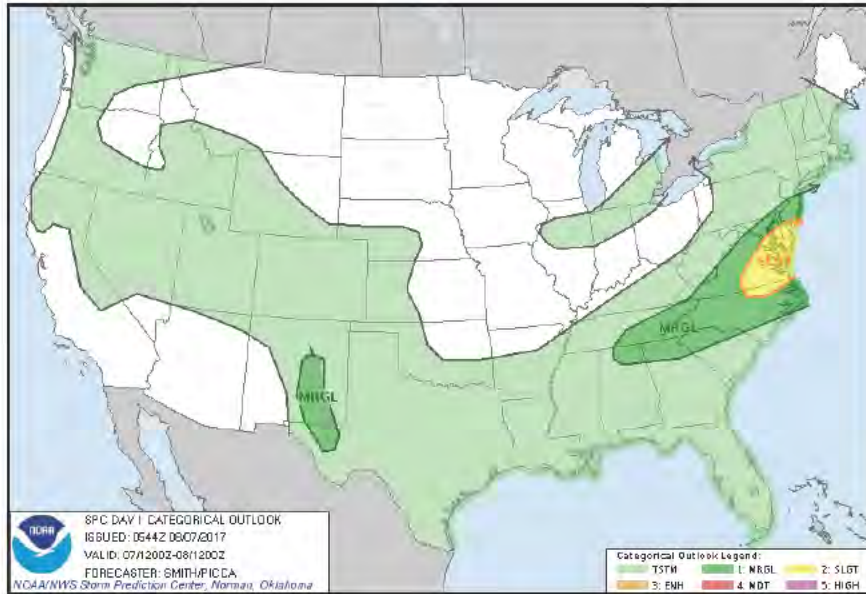 MRGL
MRGL
SPC DAY 1 CATEGORICAL OUTLOOK
ISSUED: 0544Z 08/07/2017
VALID: 07/1200Z-08/1200Z
FORECASTER: SMITH/PICCA
NOAA/NWS Storm Prediction Center, Norman, Oklahoma
NOAA
Categorical Outlook Legend:
TSTM 1: MRGL 2: SLGT
3: ENH 4: MDT 5: HIGH